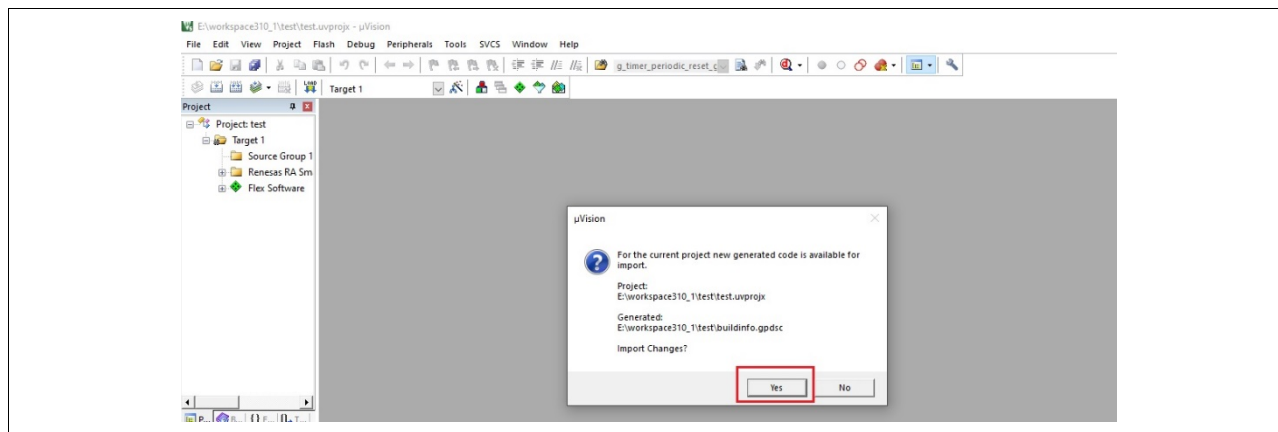 E:\workspace310_1\test\test.uvprojx - µVision
File Edit View Project Flash Debug Peripherals Tools SVCS Window Help
g_timer_periodic_reset_c
LOAD Target 1
Project
Project: test
Target 1
Source Group 1
Renesas RA Sm
Flex Software
µVision
For the current project new generated code is available for
import.
Project:
E:\workspace310_1\test\test.uvprojx
Generated:
E:\workspace310_1\test\buildinfo.gpdsc
Import Changes?
Yes No
P... B... {} F... T...